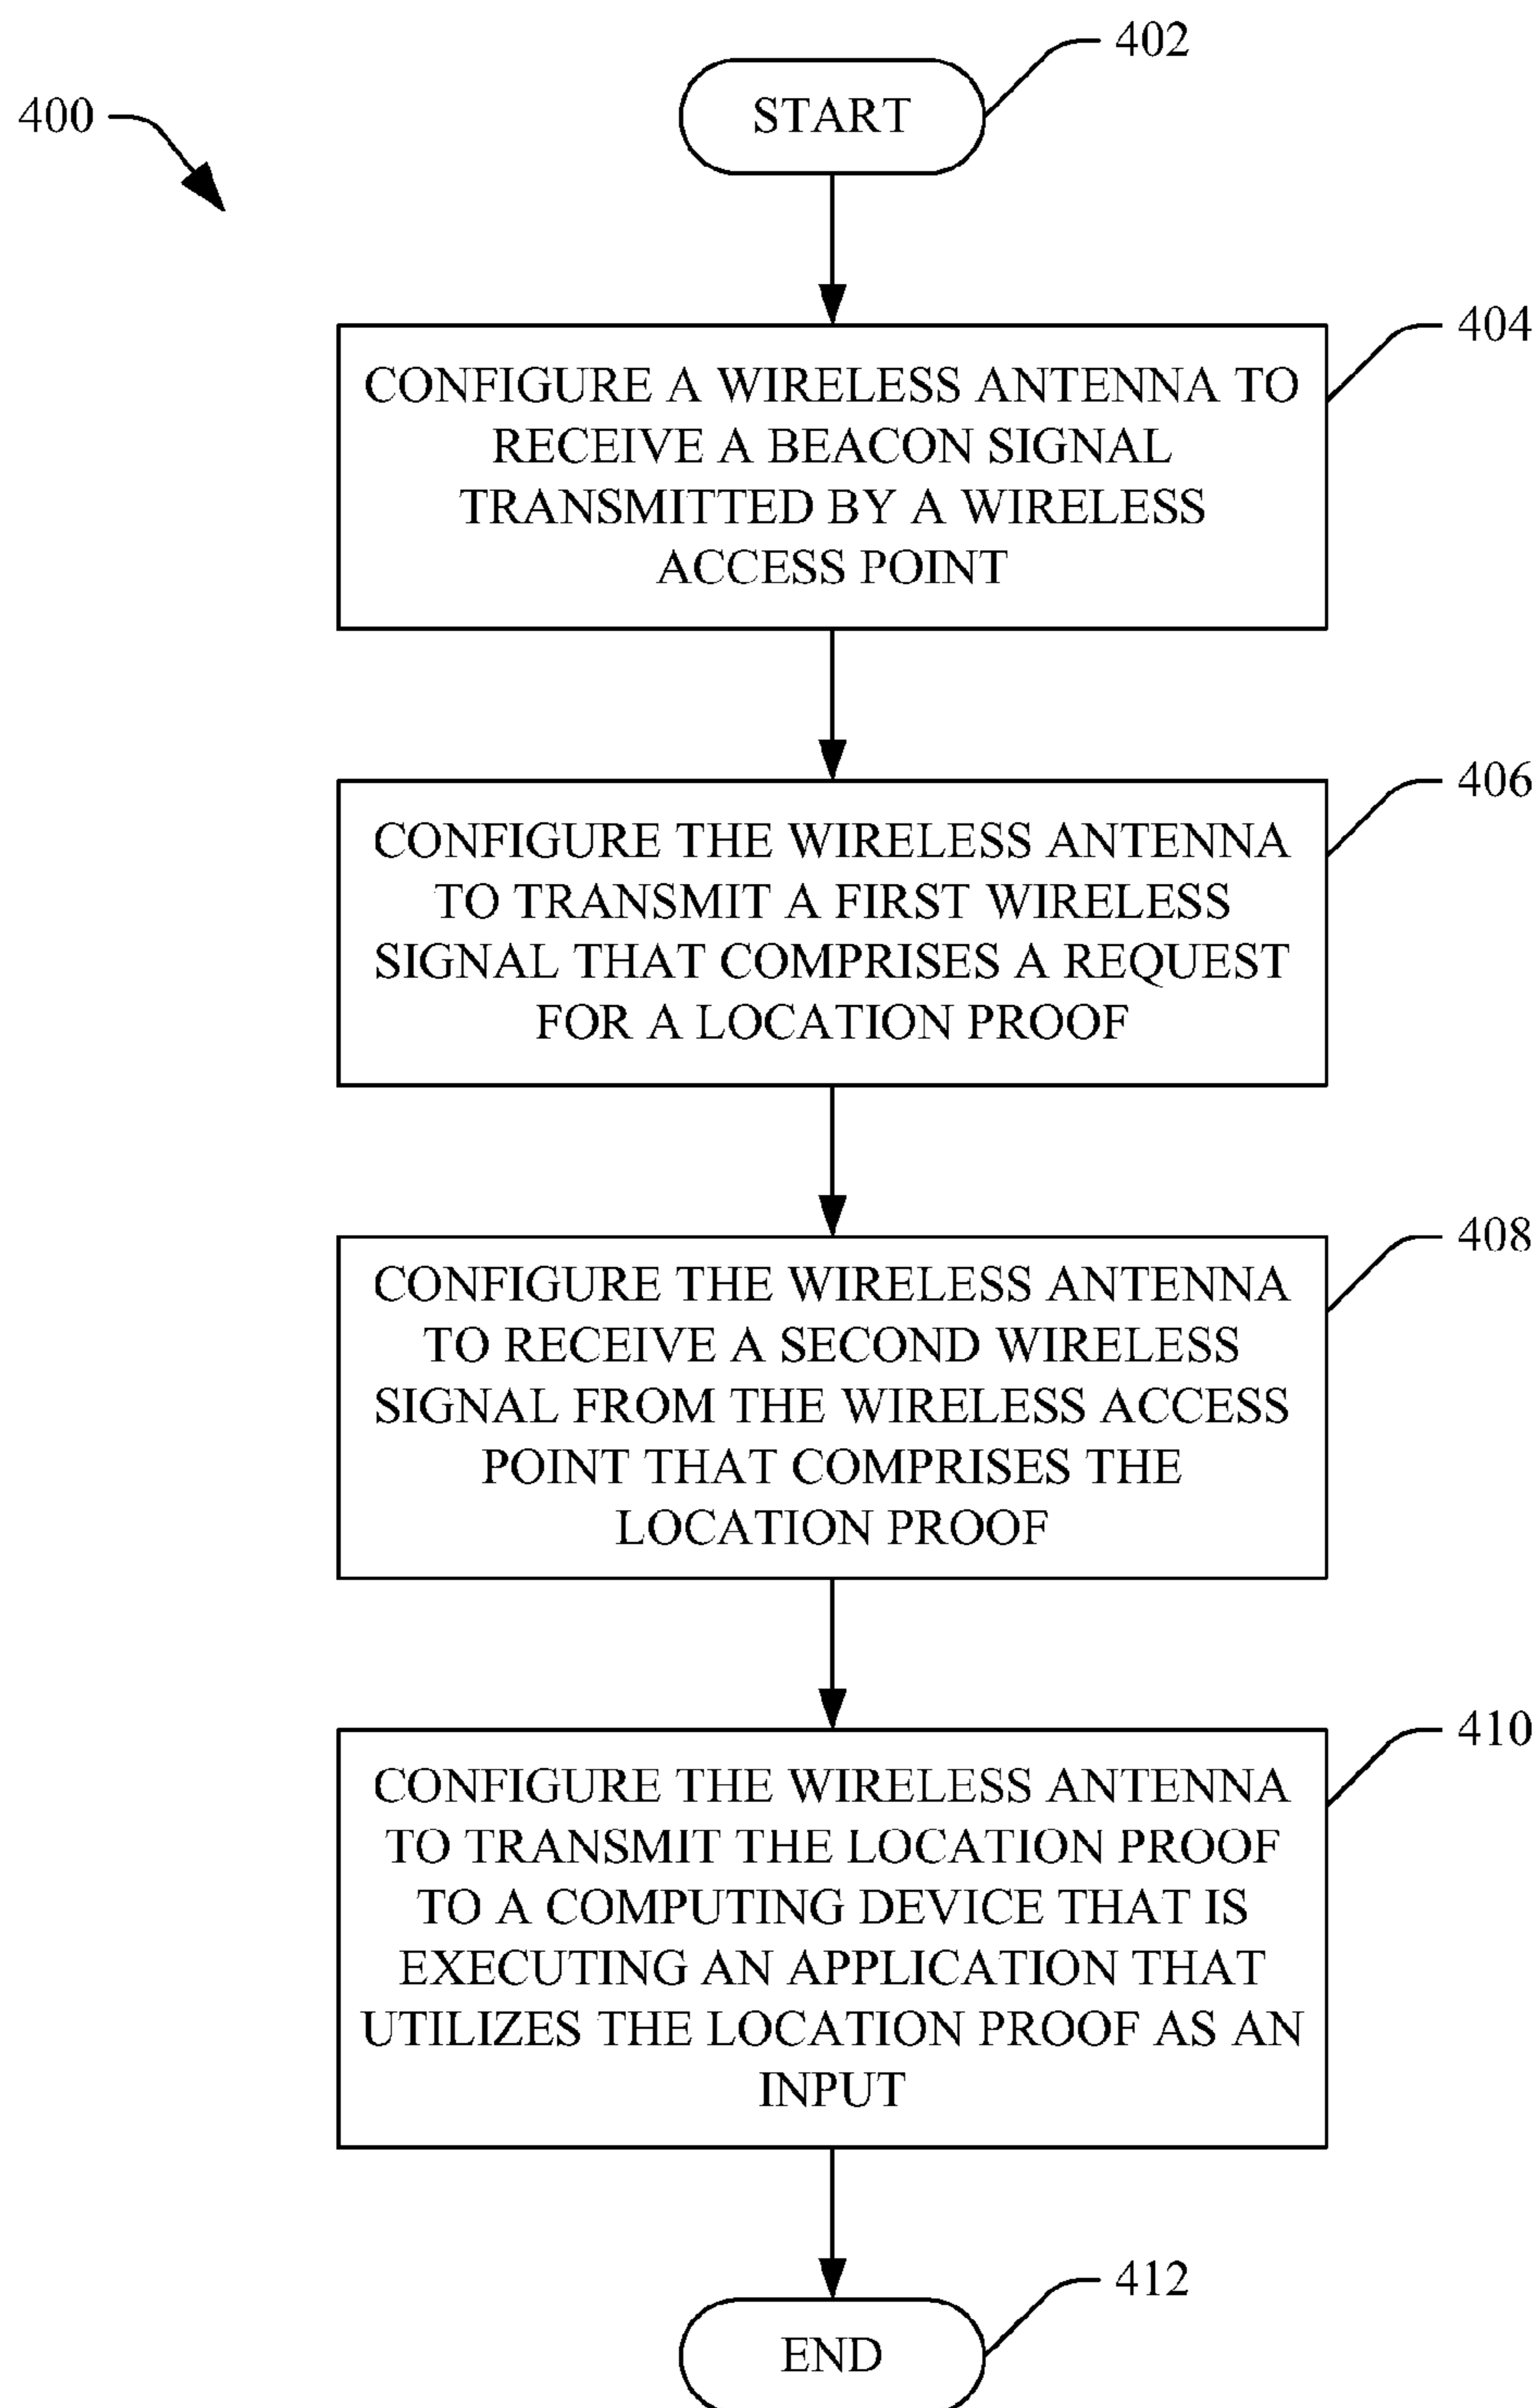 402
START
400
404
CONFIGURE A WIRELESS ANTENNA TO
RECEIVE A BEACON SIGNAL
TRANSMITTED BY A WIRELESS
ACCESS POINT
406
CONFIGURE THE WIRELESS ANTENNA
TO TRANSMIT A FIRST WIRELESS
SIGNAL THAT COMPRISES A REQUEST
FOR A LOCATION PROOF
408
CONFIGURE THE WIRELESS ANTENNA
TO RECEIVE A SECOND WIRELESS
SIGNAL FROM THE WIRELESS ACCESS
POINT THAT COMPRISES THE
LOCATION PROOF
410
CONFIGURE THE WIRELESS ANTENNA
TO TRANSMIT THE LOCATION PROOF
TO A COMPUTING DEVICE THAT IS
EXECUTING AN APPLICATION THAT
UTILIZES THE LOCATION PROOF AS AN
INPUT
412
END